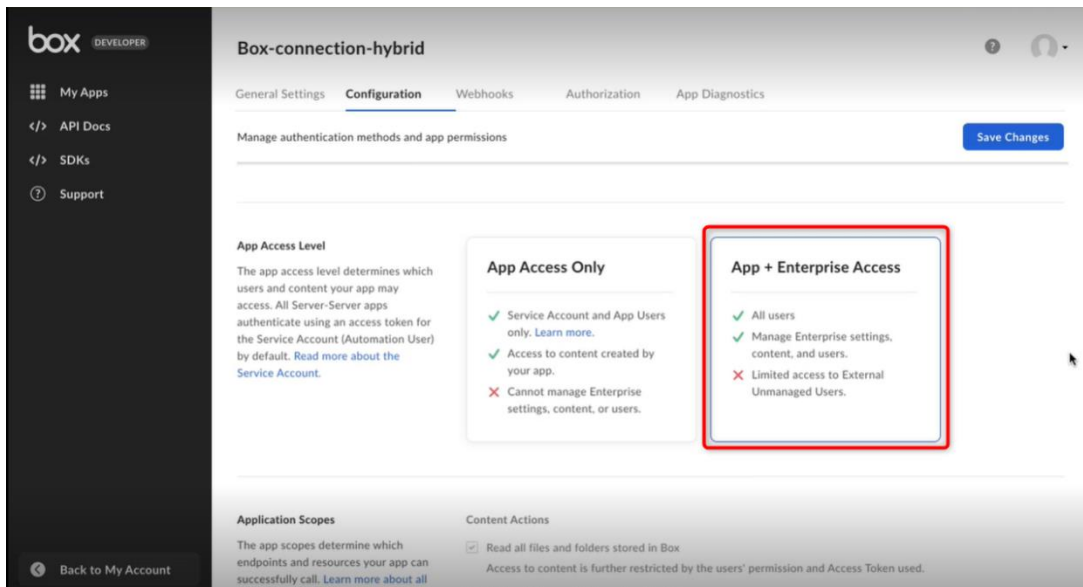 box DEVELOPER
My Apps
</> API Docs
</> SDKs
? Support
Back to My Account
Box-connection-hybrid
?
General Settings Configuration Webhooks Authorization App Diagnostics
Manage authentication methods and app permissions
Save Changes
App Access Level
The app access level determines which
users and content your app may
access. All Server-Server apps
authenticate using an access token for
the Service Account (Automation User)
by default. Read more about the
Service Account.
App Access Only
Service Account and App Users
only. Learn more.
Access to content created by
your app.
Cannot manage Enterprise
settings, content, or users.
App + Enterprise Access
All users
Manage Enterprise settings,
content, and users.
Limited access to External
Unmanaged Users.
Application Scopes
The app scopes determine which
endpoints and resources your app can
successfully call. Learn more about all
Content Actions
Read all files and folders stored in Box
Access to content is further restricted by the users' permission and Access Token used.